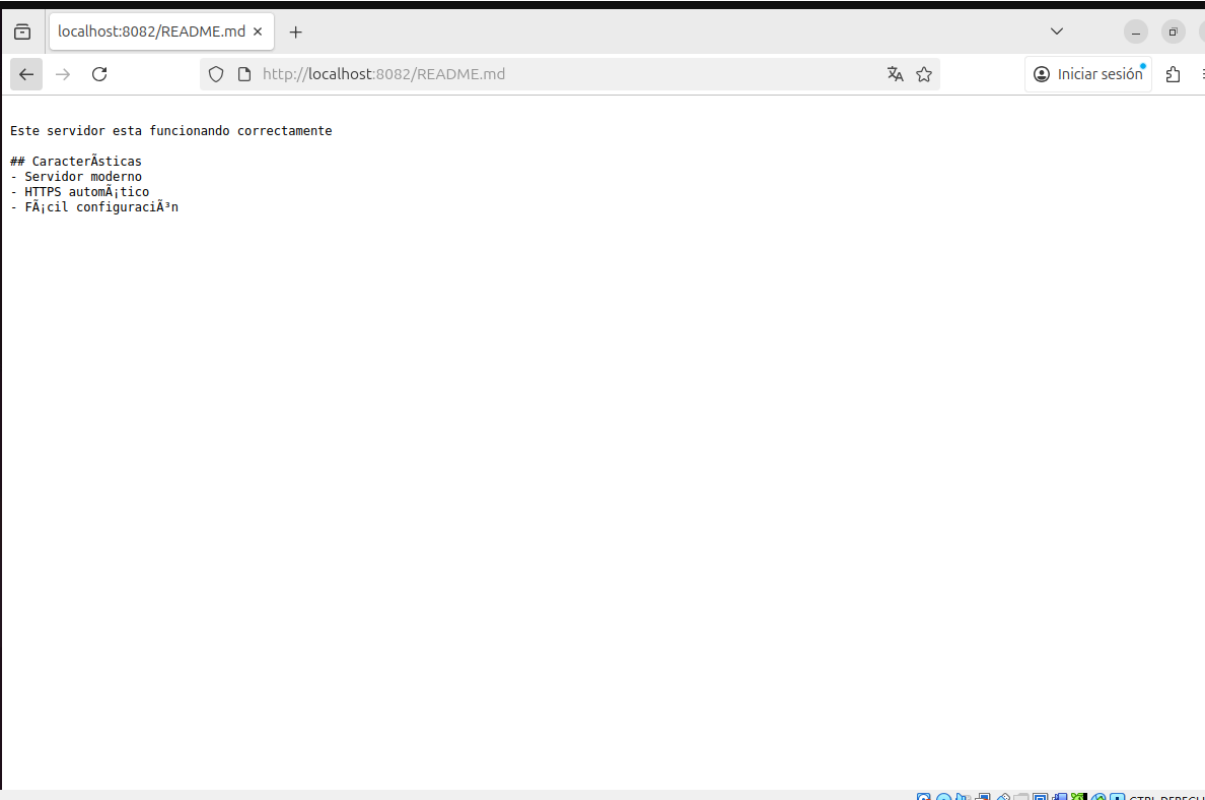 localhost:8082/README.md
http://localhost:8082/README.md
Iniciar sesión
Este servidor esta funcionando correctamente
## CaracterÃsticas
- Servidor moderno
- HTTPS automÃ¡tico
- FÃ¡cil configuraciÃ³n